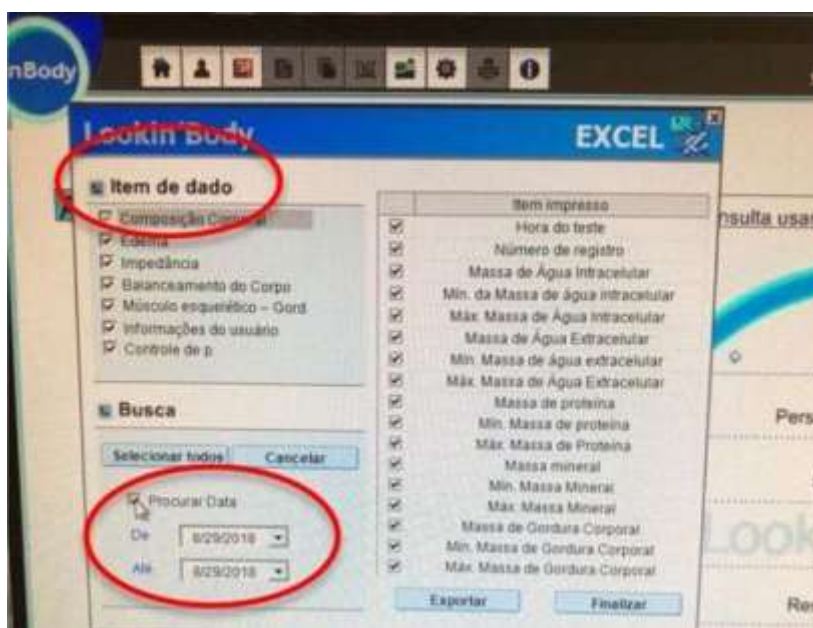 nBody
Lookin'Body
EXCEL
Item de dado
Composição Corporal
Edema
Impedância
Balanceamento do Corpo
Músculo esquelético – Gord
Informações do usuário
Controle de p
Busca
Selecionar todos
Cancelar
Procurar Data
De
8/29/2018
Até
8/29/2018
Item impresso
Hora do teste
Número de registro
Massa de Água Intracelular
Mín. da Massa de água intracelular
Máx. Massa de Água Intracelular
Massa de Água Extracelular
Mín. Massa de água extracelular
Máx. Massa de Água Extracelular
Massa de proteína
Mín. Massa de proteína
Máx. Massa de Proteína
Massa mineral
Mín. Massa Mineral
Máx. Massa Mineral
Massa de Gordura Corporal
Mín. Massa de Gordura Corporal
Máx. Massa de Gordura Corporal
Exportar
Finalizar
nsulta usa
Pers
Look
Re